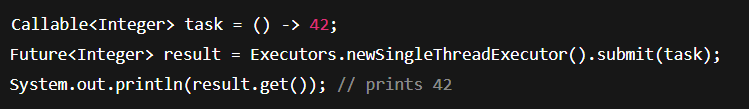 Callable<Integer> task = () -> 42;
Future<Integer> result = Executors.newSingleThreadExecutor().submit(task);
System.out.println(result.get()); // prints 42